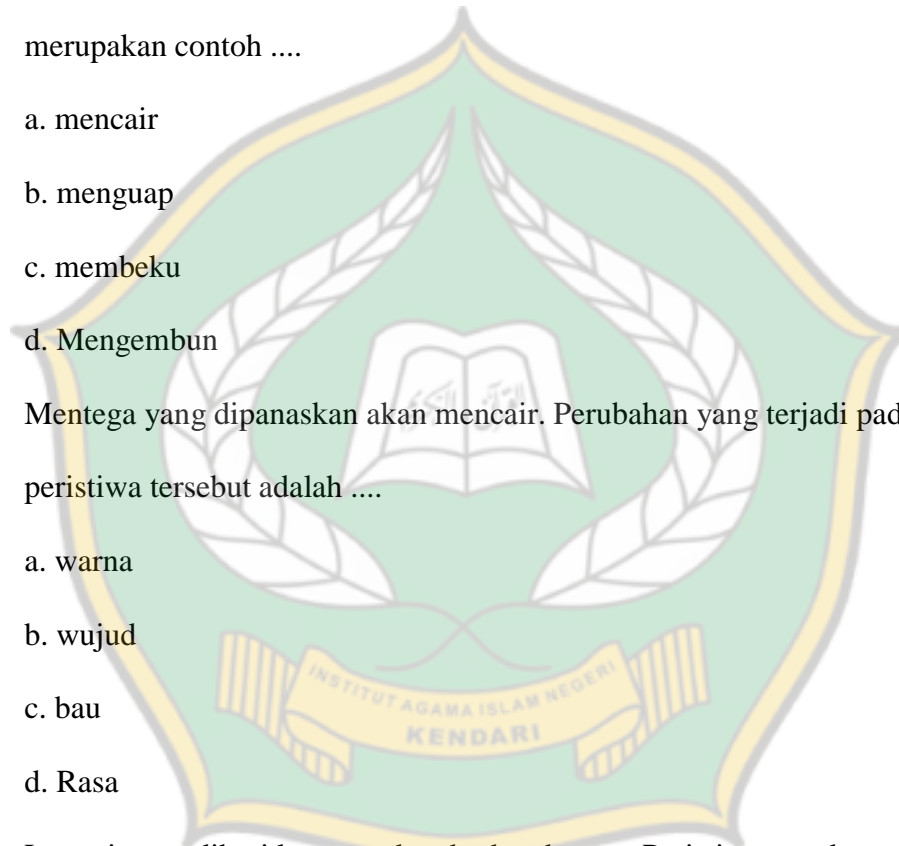 merupakan contoh ....
a. mencair
b. menguap
c. membeku
d. Mengembun
Mentega yang dipanaskan akan mencair. Perubahan yang terjadi pad
peristiwa tersebut adalah ....
a. warna
b. wujud
c. bau
d. Rasa
INSTITUT AGAMA ISLAM NEGERI
KENDARI